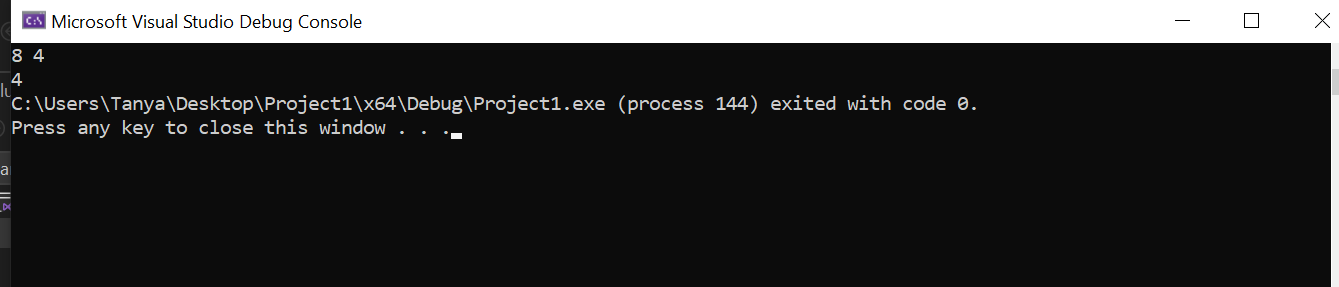 Microsoft Visual Studio Debug Console
8 4
4
C:\Users\Tanya\Desktop\Project1\x64\Debug\Project1.exe (process 144) exited with code 0.
Press any key to close this window . . .